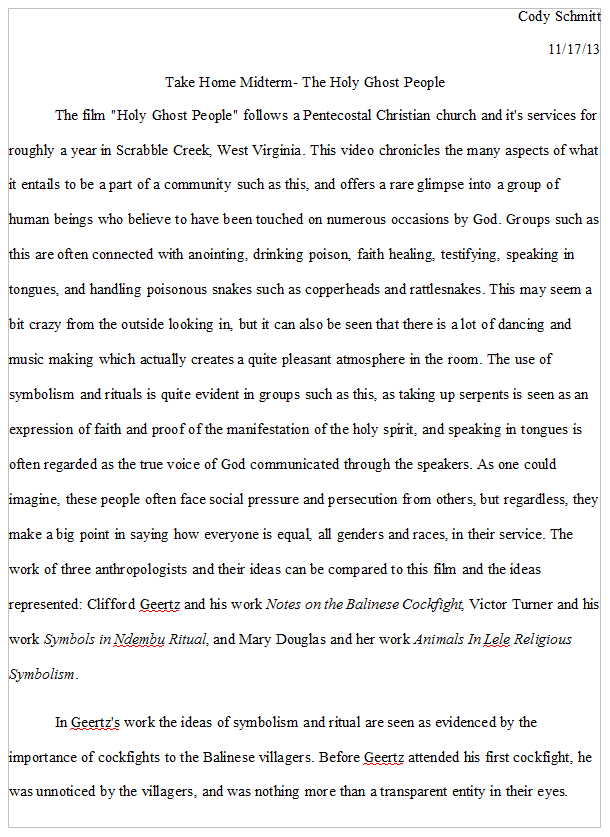 Cody Schmitt
11/17/13
Take Home Midterm- The Holy Ghost People
The film "Holy Ghost People" follows a Pentecostal Christian church and it's services for
roughly a year in Scrabble Creek, West Virginia. This video chronicles the many aspects of what
it entails to be a part of a community such as this, and offers a rare glimpse into a group of
human beings who believe to have been touched on numerous occasions by God. Groups such as
this are often connected with anointing, drinking poison, faith healing, testifying, speaking in
tongues, and handling poisonous snakes such as copperheads and rattlesnakes. This may seem a
bit crazy from the outside looking in, but it can also be seen that there is a lot of dancing and
music making which actually creates a quite pleasant atmosphere in the room. The use of
symbolism and rituals is quite evident in groups such as this, as taking up serpents is seen as an
expression of faith and proof of the manifestation of the holy spirit, and speaking in tongues is
often regarded as the true voice of God communicated through the speakers. As one could
imagine, these people often face social pressure and persecution from others, but regardless, they
make a big point in saying how everyone is equal, all genders and races, in their service. The
work of three anthropologists and their ideas can be compared to this film and the ideas
represented: Clifford Geertz and his work Notes on the Balinese Cockfight, Victor Turner and his
work Symbols in Ndembu Ritual, and Mary Douglas and her work Animals In Lele Religious
Symbolism.
In Geertz's work the ideas of symbolism and ritual are seen as evidenced by the
importance of cockfights to the Balinese villagers. Before Geertz attended his first cockfight, he
was unnoticed by the villagers, and was nothing more than a transparent entity in their eyes.